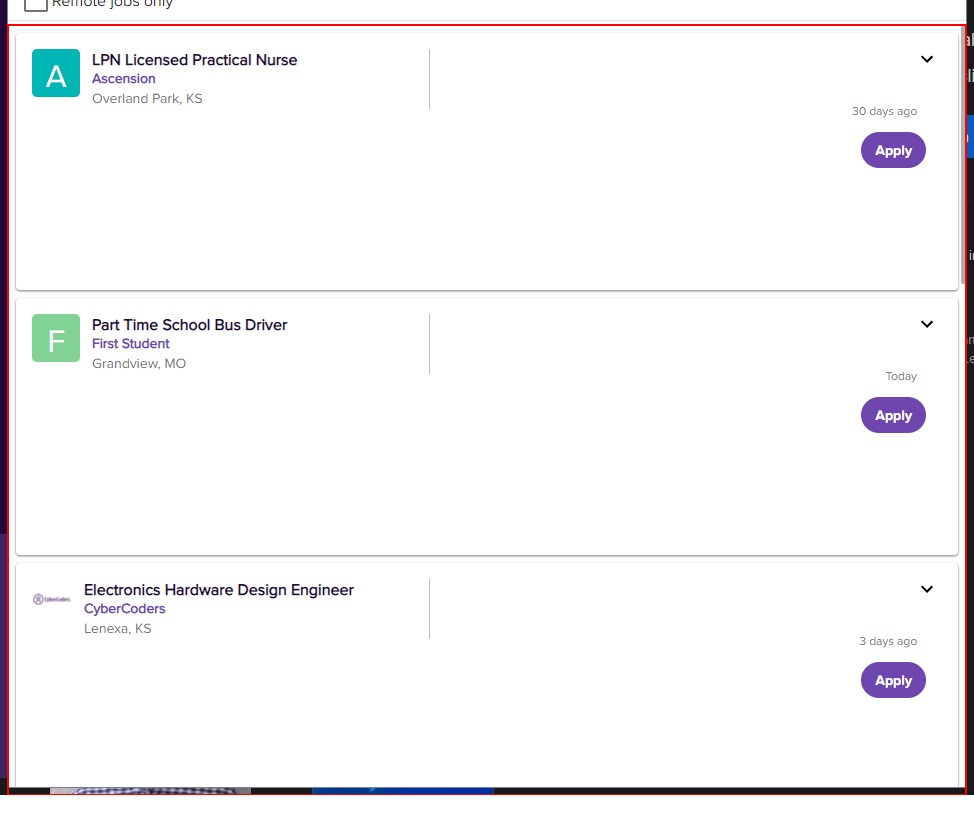 Remote jobs only
A
LPN Licensed Practical Nurse
Ascension
Overland Park, KS
30 days ago
Apply
F
Part Time School Bus Driver
First Student
Grandview, MO
Today
Apply
CyberCoders
Electronics Hardware Design Engineer
CyberCoders
Lenexa, KS
3 days ago
Apply